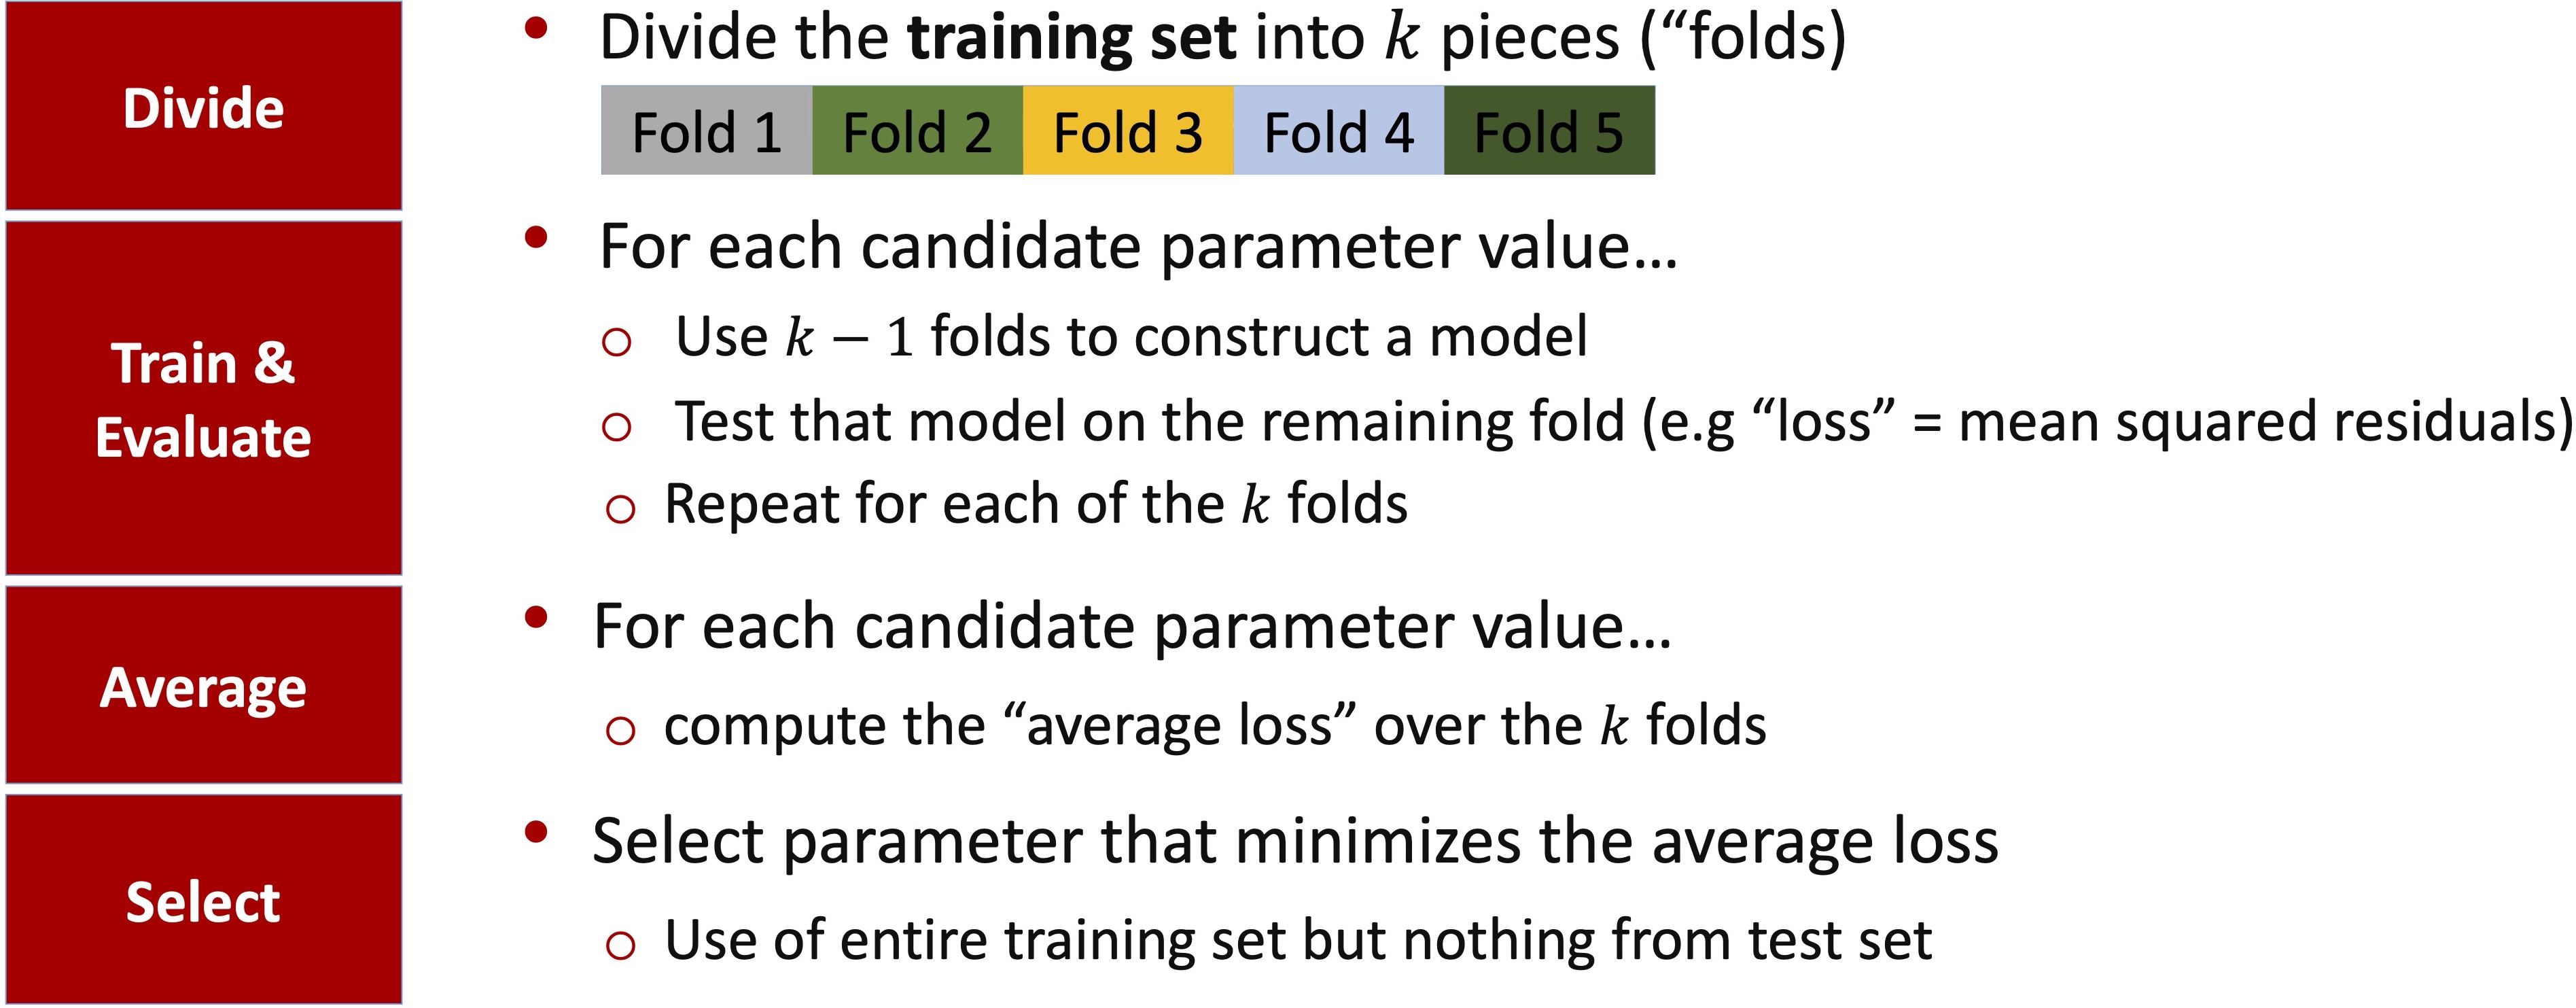 Divide
• Divide the training set into k pieces (“folds)
Fold 1 Fold 2 Fold 3 Fold 4 Fold 5
Train &
Evaluate
• For each candidate parameter value...
○ Use k − 1 folds to construct a model
○ Test that model on the remaining fold (e.g “loss” = mean squared residuals)
○ Repeat for each of the k folds
Average
• For each candidate parameter value...
○ compute the “average loss” over the k folds
Select
• Select parameter that minimizes the average loss
○ Use of entire training set but nothing from test set